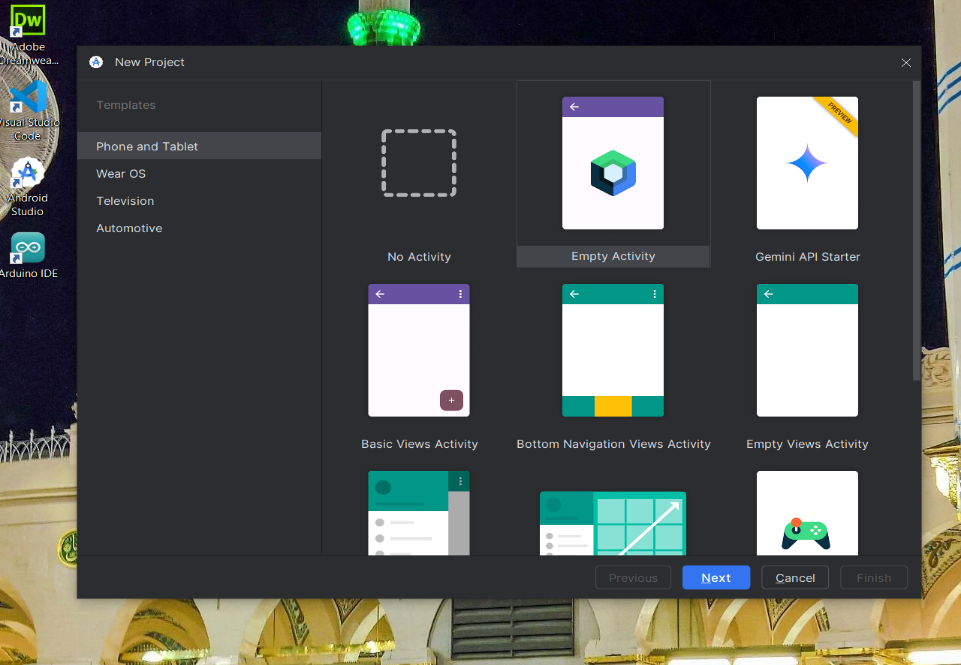 Dw
Adobe
Dreamwea...
Visual Studio
Code
Android
Studio
Arduino IDE
New Project
Templates
Phone and Tablet
Wear OS
Television
Automotive
No Activity
Empty Activity
PREVIEW
Gemini API Starter
Basic Views Activity
Bottom Navigation Views Activity
Empty Views Activity
Previous
Next
Cancel
Finish